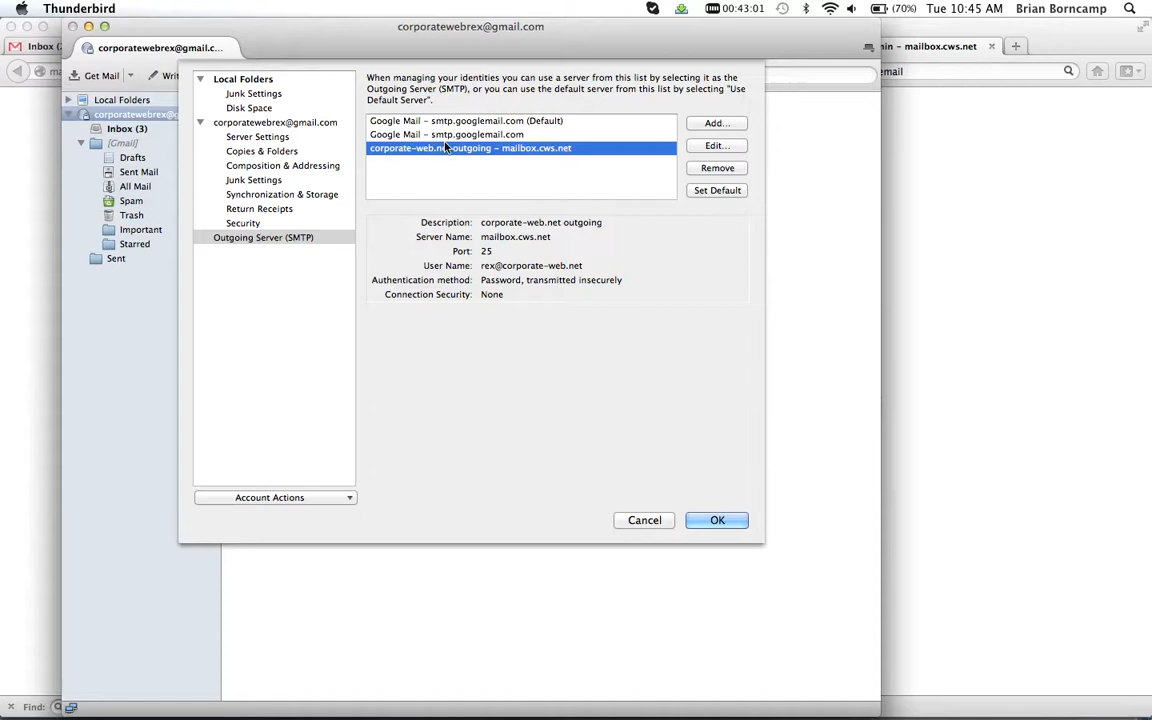 Thunderbird
00:43:01
(70%)
Tue 10:45 AM
Brian Borncamp
corporatewebrex@gmail.com
Inbox (
corporatewebrex@gmail.c...
min – mailbox.cws.net
Get Mail
Writ
email
Local Folders
corporatewebrex@g
Inbox (3)
[Gmail]
Drafts
Sent Mail
All Mail
Spam
Trash
Important
Starred
Sent
Local Folders
Junk Settings
Disk Space
corporatewebrex@gmail.com
Server Settings
Copies & Folders
Composition & Addressing
Junk Settings
Synchronization & Storage
Return Receipts
Security
Outgoing Server (SMTP)
Account Actions
When managing your identities you can use a server from this list by selecting it as the
Outgoing Server (SMTP), or you can use the default server from this list by selecting "Use
Default Server".
Google Mail – smtp.googlemail.com (Default)
Google Mail – smtp.googlemail.com
corporate-web.net outgoing – mailbox.cws.net
Add...
Edit...
Remove
Set Default
Description: corporate-web.net outgoing
Server Name: mailbox.cws.net
Port: 25
User Name: rex@corporate-web.net
Authentication method: Password, transmitted insecurely
Connection Security: None
Cancel
OK
Find: